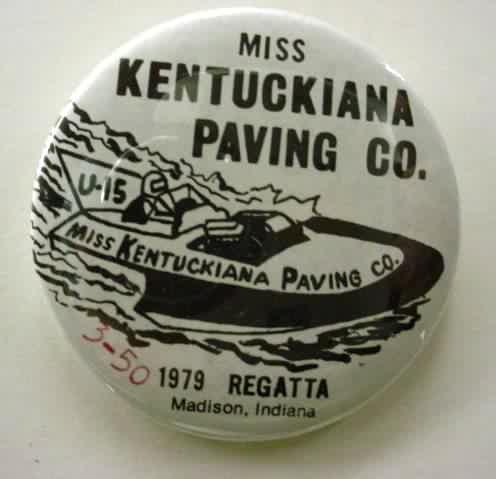 MISS
KENTUCKIANA
PAVING CO.
U-15
MISS KENTUCKIANA PAVING CO.
3-50
1979 REGATTA
Madison, Indiana